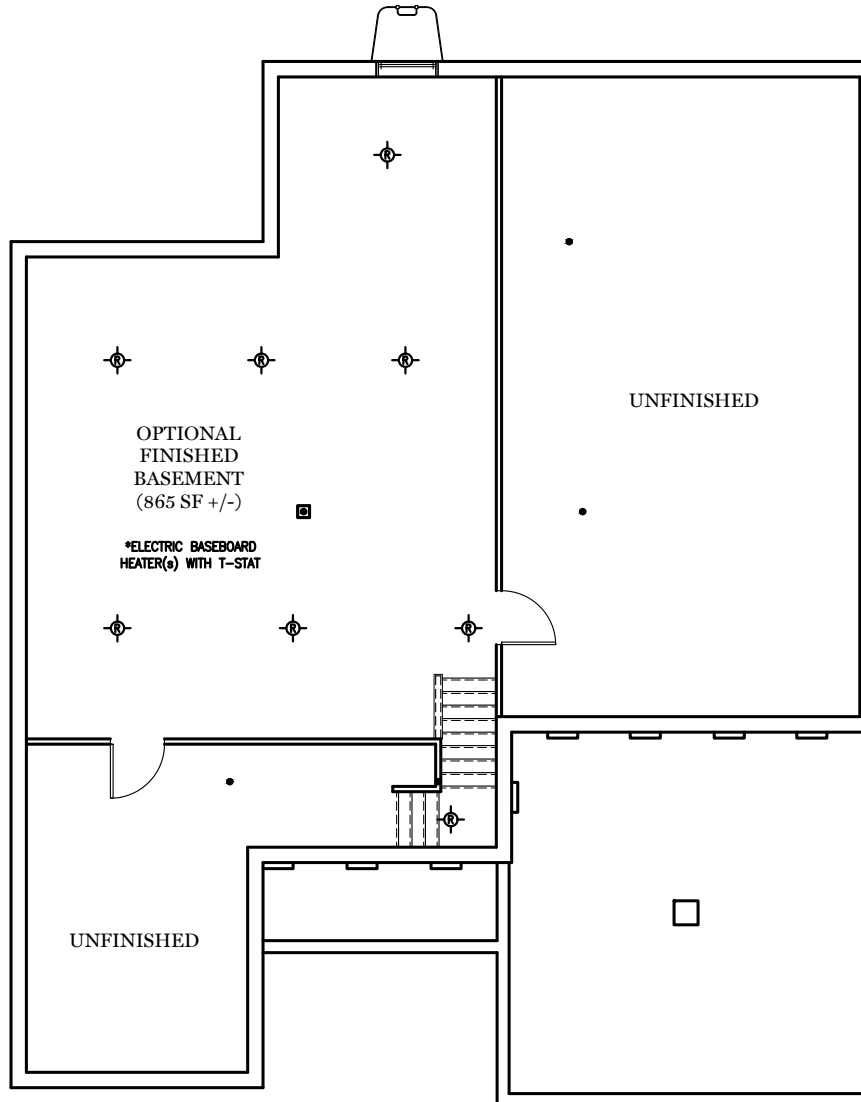 R
R
R
R
UNFINISHED
OPTIONAL
FINISHED
BASEMENT
(865 SF +/-)
*ELECTRIC BASEBOARD
HEATER(s) WITH T-STAT
R
R
R
R
UNFINISHED